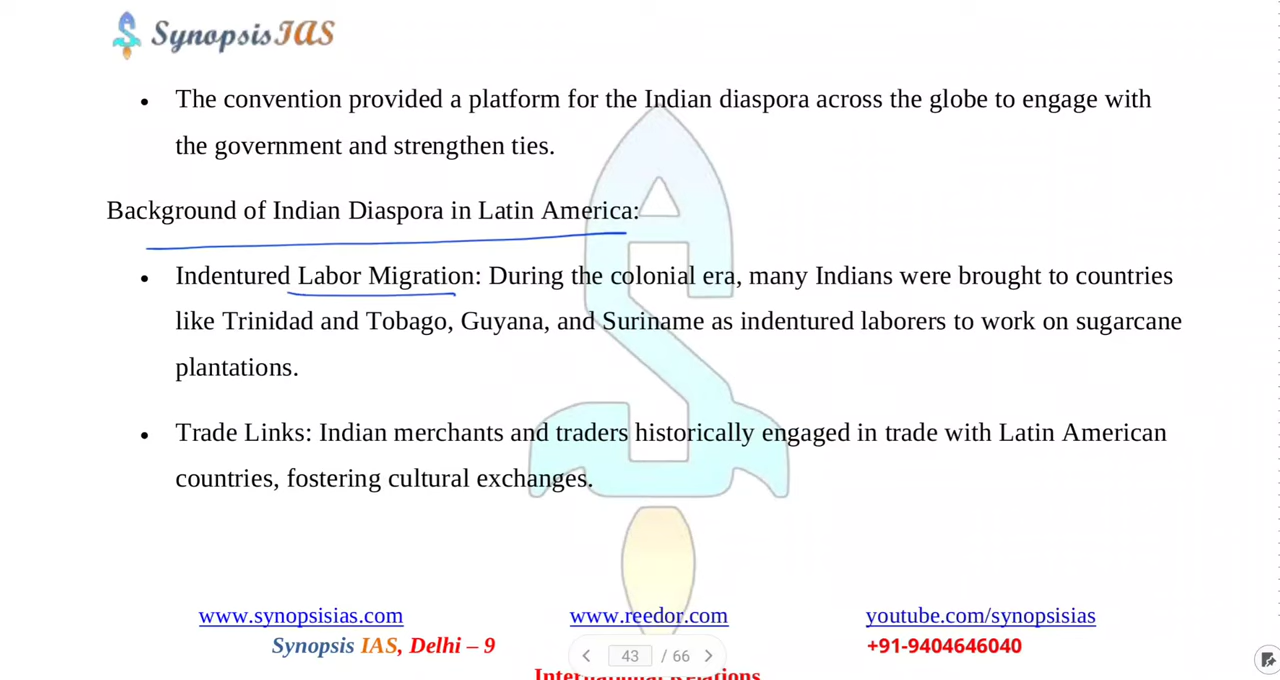 Synopsis IAS
• The convention provided a platform for the Indian diaspora across the globe to engage with
the government and strengthen ties.
Background of Indian Diaspora in Latin America:
• Indentured Labor Migration: During the colonial era, many Indians were brought to countries
like Trinidad and Tobago, Guyana, and Suriname as indentured laborers to work on sugarcane
plantations.
• Trade Links: Indian merchants and traders historically engaged in trade with Latin American
countries, fostering cultural exchanges.
www.synopsisias.com www.reedor.com youtube.com/synopsisias
Synopsis IAS, Delhi – 9 +91-9404646040
43 / 66
International Relations